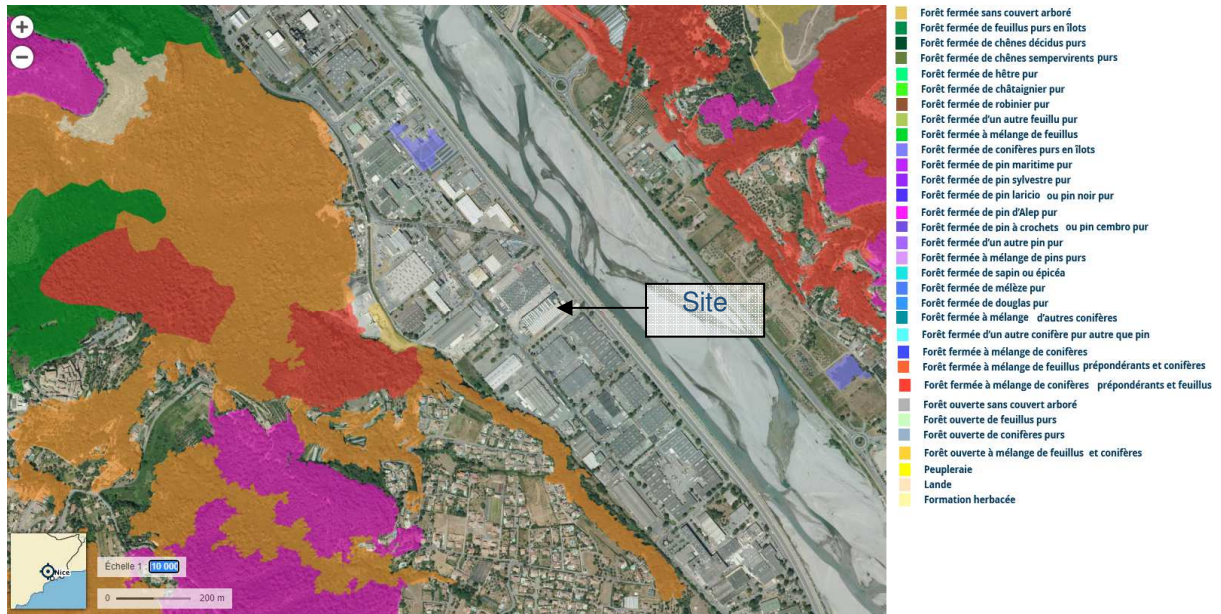 +
−
Site
Nice
Échelle 1 : 10 000
0 200 m
Forêt fermée sans couvert arboré
Forêt fermée de feuillus purs en îlots
Forêt fermée de chênes décidus purs
Forêt fermée de chênes sempervirents purs
Forêt fermée de hêtre pur
Forêt fermée de châtaignier pur
Forêt fermée de robinier pur
Forêt fermée d'un autre feuillu pur
Forêt fermée à mélange de feuillus
Forêt fermée de conifères purs en îlots
Forêt fermée de pin maritime pur
Forêt fermée de pin sylvestre pur
Forêt fermée de pin laricio ou pin noir pur
Forêt fermée de pin d'Alep pur
Forêt fermée de pin à crochets ou pin cembro pur
Forêt fermée d'un autre pin pur
Forêt fermée à mélange de pins purs
Forêt fermée de sapin ou épicéa
Forêt fermée de mélèze pur
Forêt fermée de douglas pur
Forêt fermée à mélange d'autres conifères
Forêt fermée d'un autre conifère pur autre que pin
Forêt fermée à mélange de conifères
Forêt fermée à mélange de feuillus prépondérants et conifères
Forêt fermée à mélange de conifères prépondérants et feuillus
Forêt ouverte sans couvert arboré
Forêt ouverte de feuillus purs
Forêt ouverte de conifères purs
Forêt ouverte à mélange de feuillus et conifères
Peupleraie
Lande
Formation herbacée